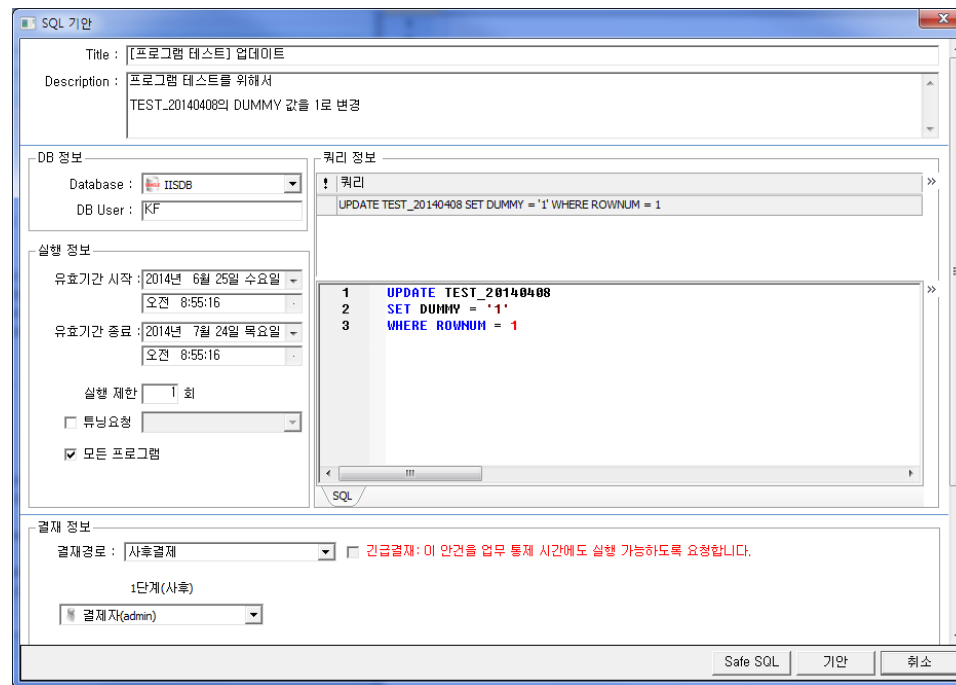 SQL 기안
Title : [프로그램 테스트] 업데이트
Description : 프로그램 테스트를 위해서
TEST_20140408의 DUMMY 값을 1로 변경
DB 정보
Database : IISDB
DB User : KF
쿼리 정보
! 쿼리
UPDATE TEST_20140408 SET DUMMY = '1' WHERE ROWNUM = 1
실행 정보
유효기간 시작 : 2014년 6월 25일 수요일
오전 8:55:16
유효기간 종료 : 2014년 7월 24일 목요일
오전 8:55:16
실행 제한 1 회
튜닝요청
모든 프로그램
1 UPDATE TEST_20140408
2 SET DUMMY = '1'
3 WHERE ROWNUM = 1
SQL
결재 정보
결재경로 : 사후결제
긴급결재: 이 안건을 업무 통제 시간에도 실행 가능하도록 요청합니다.
1단계(사후)
결제자(admin)
Safe SQL 기안 취소